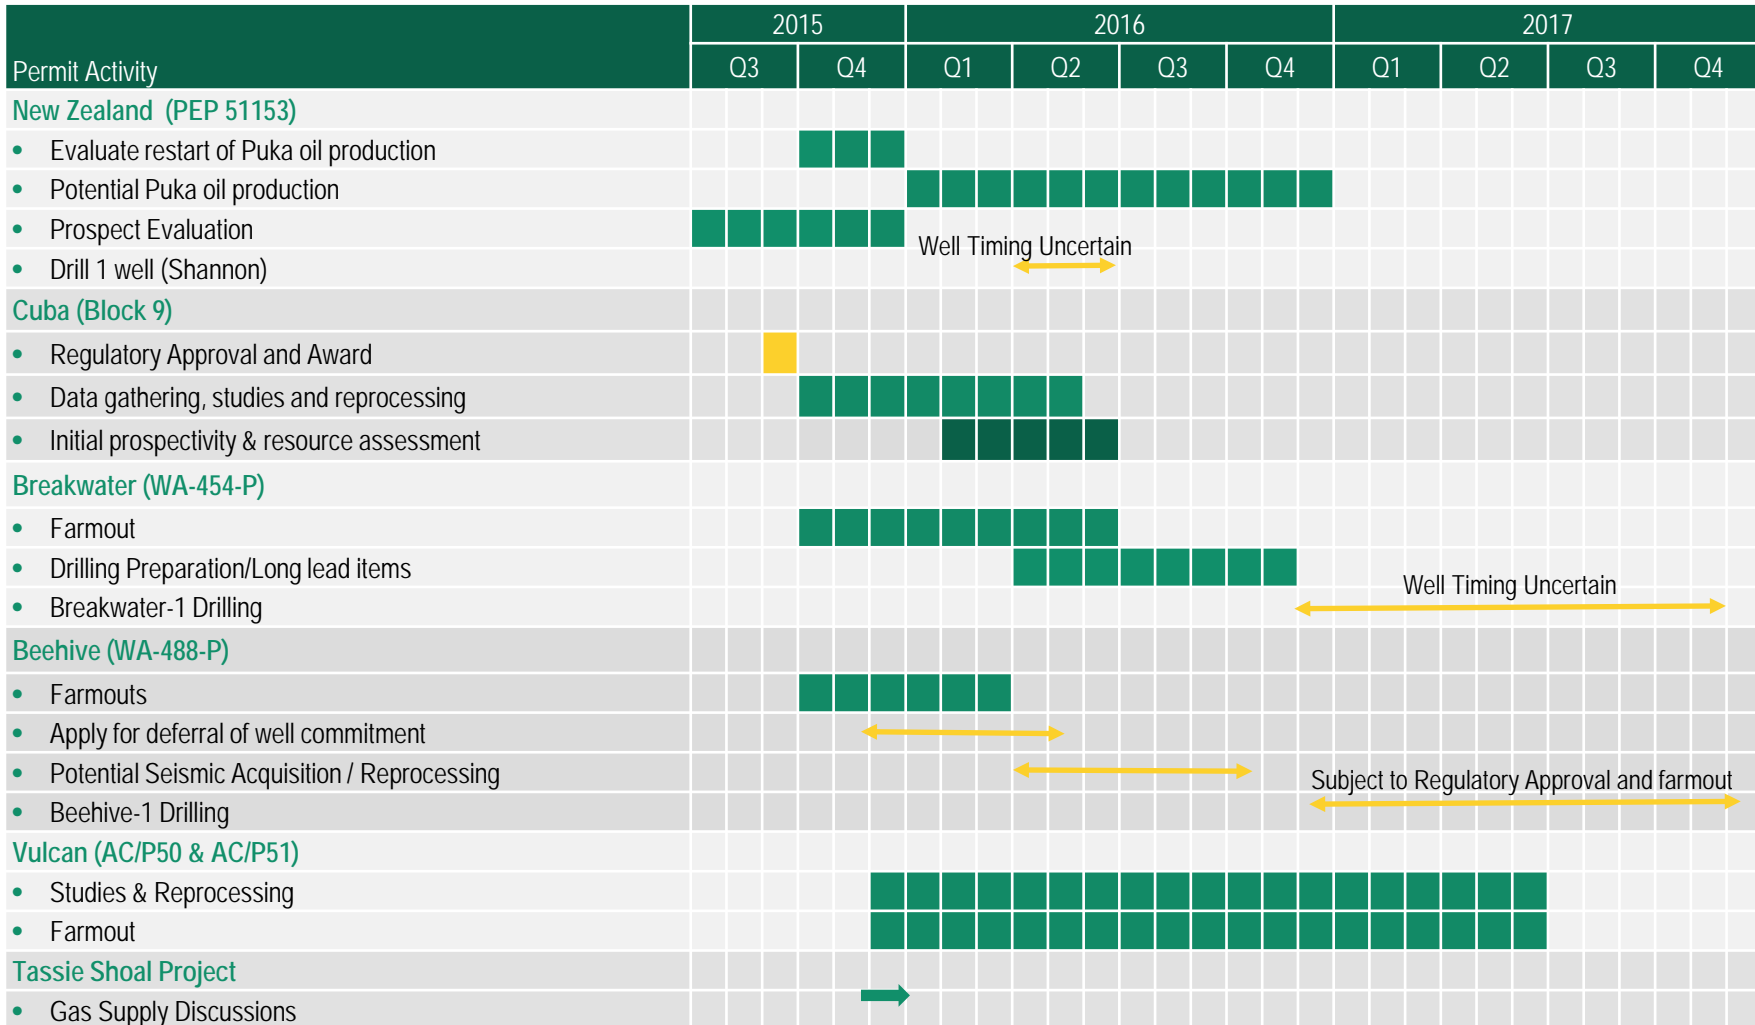 2015 2016 2017
Permit Activity Q3 Q4 Q1 Q2 Q3 Q4 Q1 Q2 Q3 Q4
New Zealand (PEP 51153)
• Evaluate restart of Puka oil production
• Potential Puka oil production
• Prospect Evaluation
Well Timing Uncertain
• Drill 1 well (Shannon)
Cuba (Block 9)
• Regulatory Approval and Award
• Data gathering, studies and reprocessing
• Initial prospectivity & resource assessment
Breakwater (WA-454-P)
• Farmout
• Drilling Preparation/Long lead items
Well Timing Uncertain
• Breakwater-1 Drilling
Beehive (WA-488-P)
• Farmouts
• Apply for deferral of well commitment
• Potential Seismic Acquisition / Reprocessing
Subject to Regulatory Approval and farmout
• Beehive-1 Drilling
Vulcan (AC/P50 & AC/P51)
• Studies & Reprocessing
• Farmout
Tassie Shoal Project
• Gas Supply Discussions